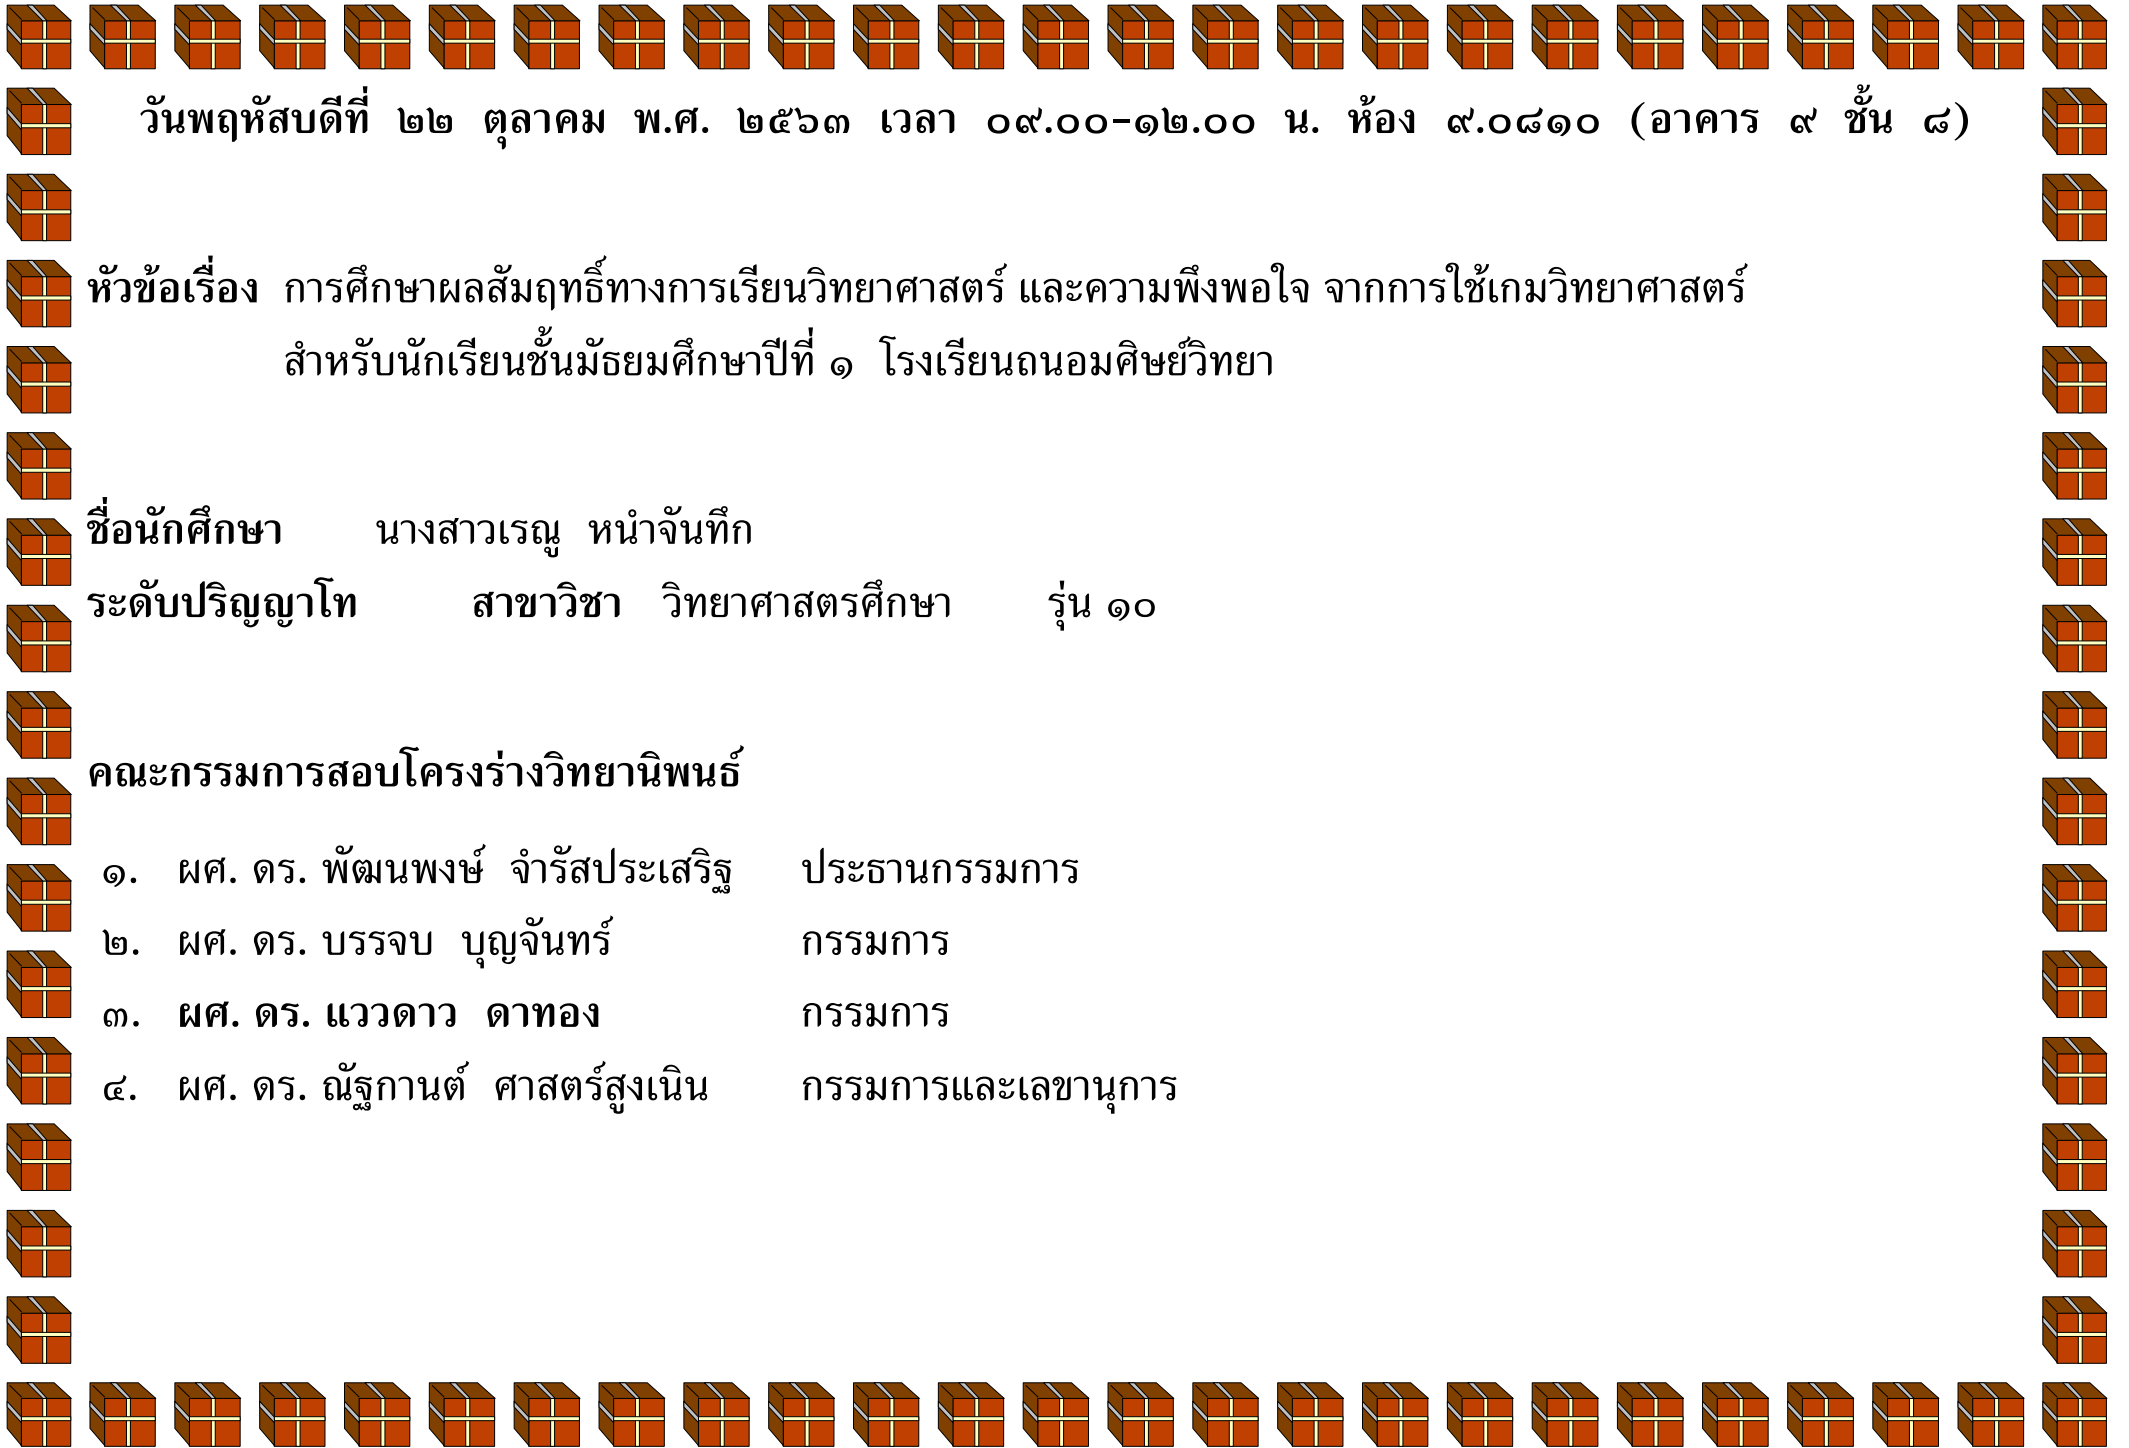 วันพฤหัสบดีที่ ๒๒ ตุลาคม พ.ศ. ๒๕๖๓ เวลา ๐๙.๐๐-๑๒.๐๐ น. ห้อง ๙.๐๘๑๐ (อาคาร ๙ ชั้น ๘)
หัวข้อเรื่อง การศึกษาผลสัมฤทธิ์ทางการเรียนวิทยาศาสตร์ และความพึงพอใจ จากการใช้เกมวิทยาศาสตร์
สำหรับนักเรียนชั้นมัธยมศึกษาปีที่ ๑ โรงเรียนถนอมศิษย์วิทยา
ชื่อนักศึกษา นางสาวเรณู หนำจันทึก
ระดับปริญญาโท สาขาวิชา วิทยาศาสตรศึกษา รุ่น ๑๐
คณะกรรมการสอบโครงร่างวิทยานิพนธ์
๑. ผศ. ดร. พัฒนพงษ์ จำรัสประเสริฐ ประธานกรรมการ
๒. ผศ. ดร. บรรจบ บุญจันทร์ กรรมการ
๓. ผศ. ดร. แววดาว ดาทอง กรรมการ
๔. ผศ. ดร. ณัฐกานต์ ศาสตร์สูงเนิน กรรมการและเลขานุการ